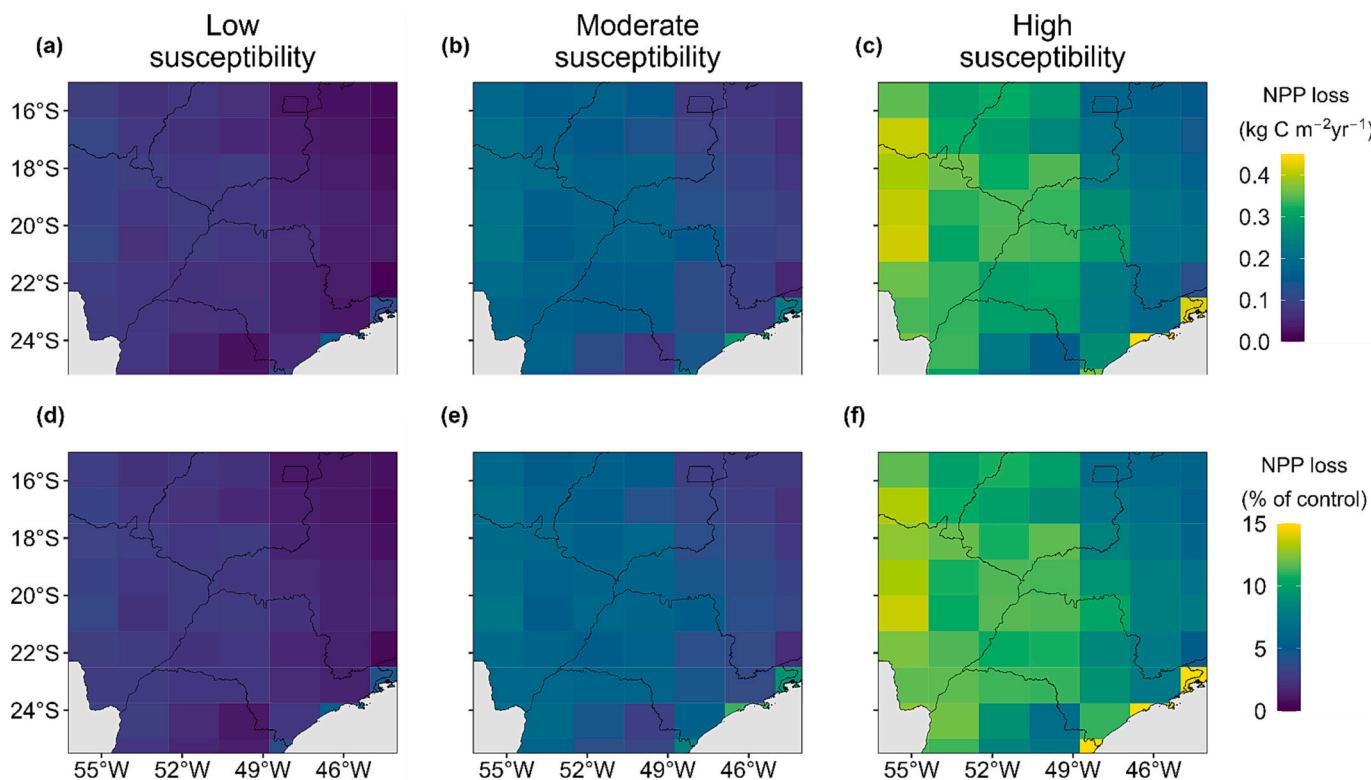 (a)
Low
susceptibility
(b)
Moderate
susceptibility
(c)
High
susceptibility
16°S
18°S
20°S
22°S
24°S
NPP loss
(kg C m⁻²yr⁻¹)
0.4
0.3
0.2
0.1
0.0
(d)
(e)
(f)
16°S
18°S
20°S
22°S
24°S
NPP loss
(% of control)
15
10
5
0
55°W 52°W 49°W 46°W
55°W 52°W 49°W 46°W
55°W 52°W 49°W 46°W